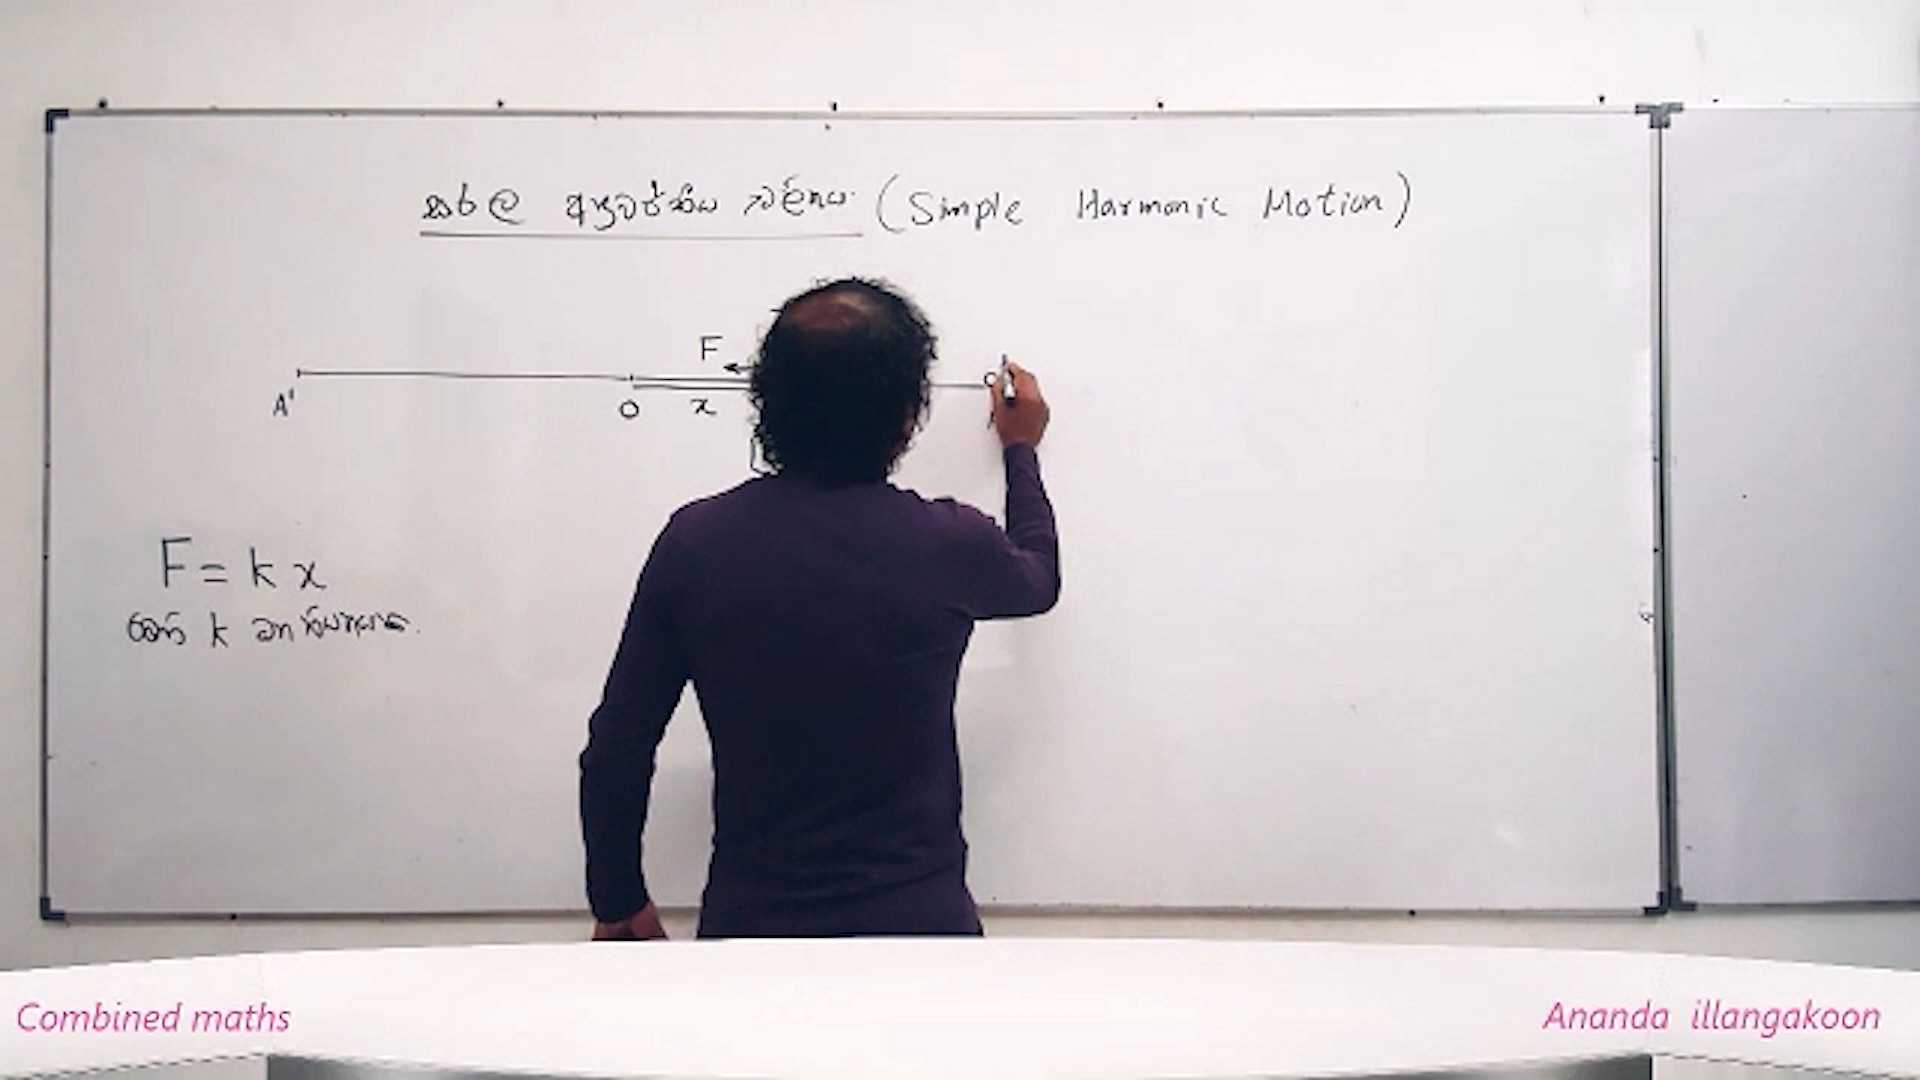 සරල අනුවර්තීය චලිතය (Simple Harmonic Motion)
F
A' O x
F = k x
මෙහි k
Combined maths
Ananda illangakoon